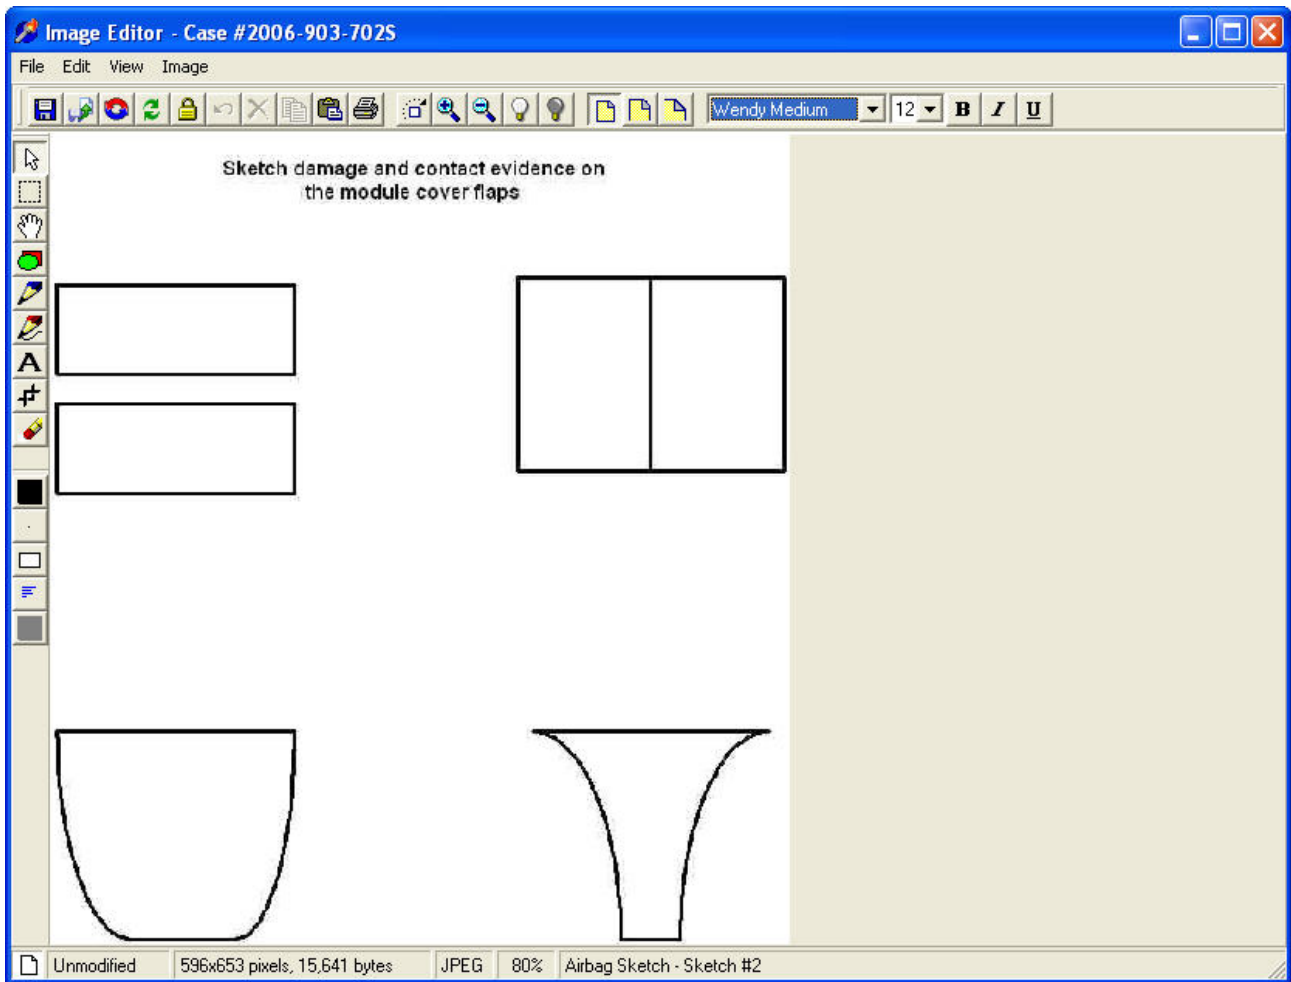 Image Editor - Case #2006-903-702S
File Edit View Image
Wendy Medium 12 B I U
A
Sketch damage and contact evidence on
the module cover flaps
Unmodified 596x653 pixels, 15,641 bytes JPEG 80% Airbag Sketch - Sketch #2